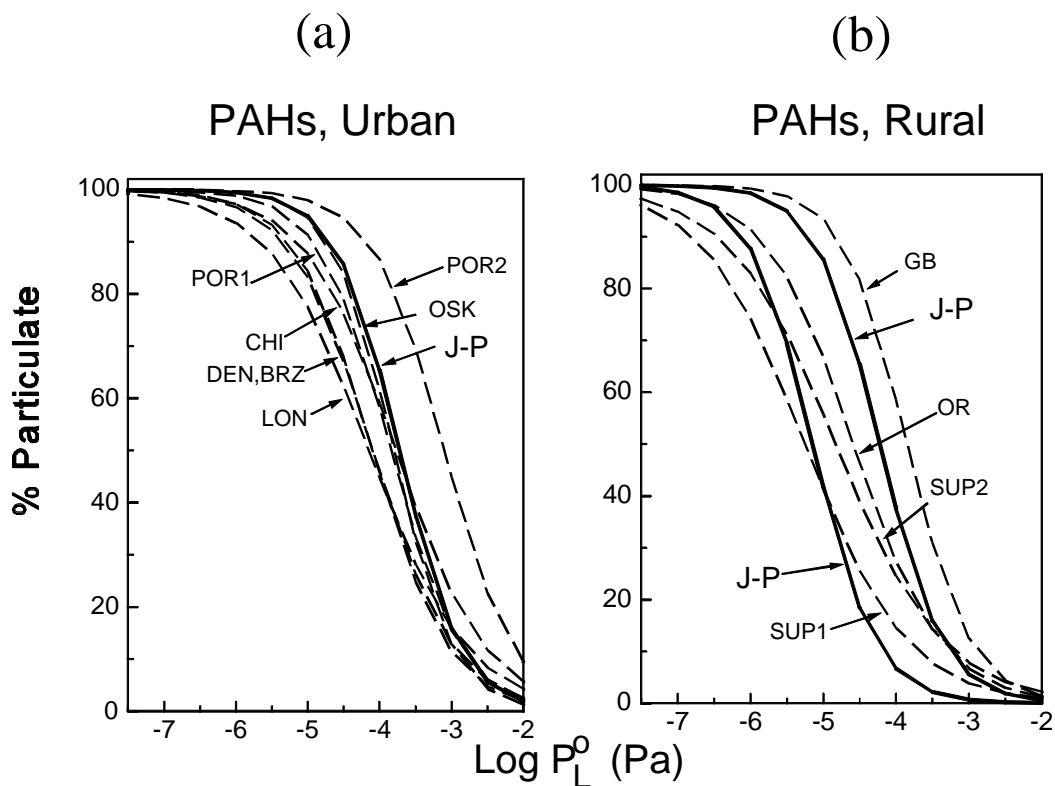 (a)
PAHs, Urban
% Particulate
100
80
60
40
20
0
POR1
CHI
DEN,BRZ
LON
POR2
OSK
J-P
-7 -6 -5 -4 -3 -2
(b)
PAHs, Rural
100
80
60
40
20
0
GB
J-P
OR
SUP2
J-P
SUP1
-7 -6 -5 -4 -3 -2
Log P°L (Pa)